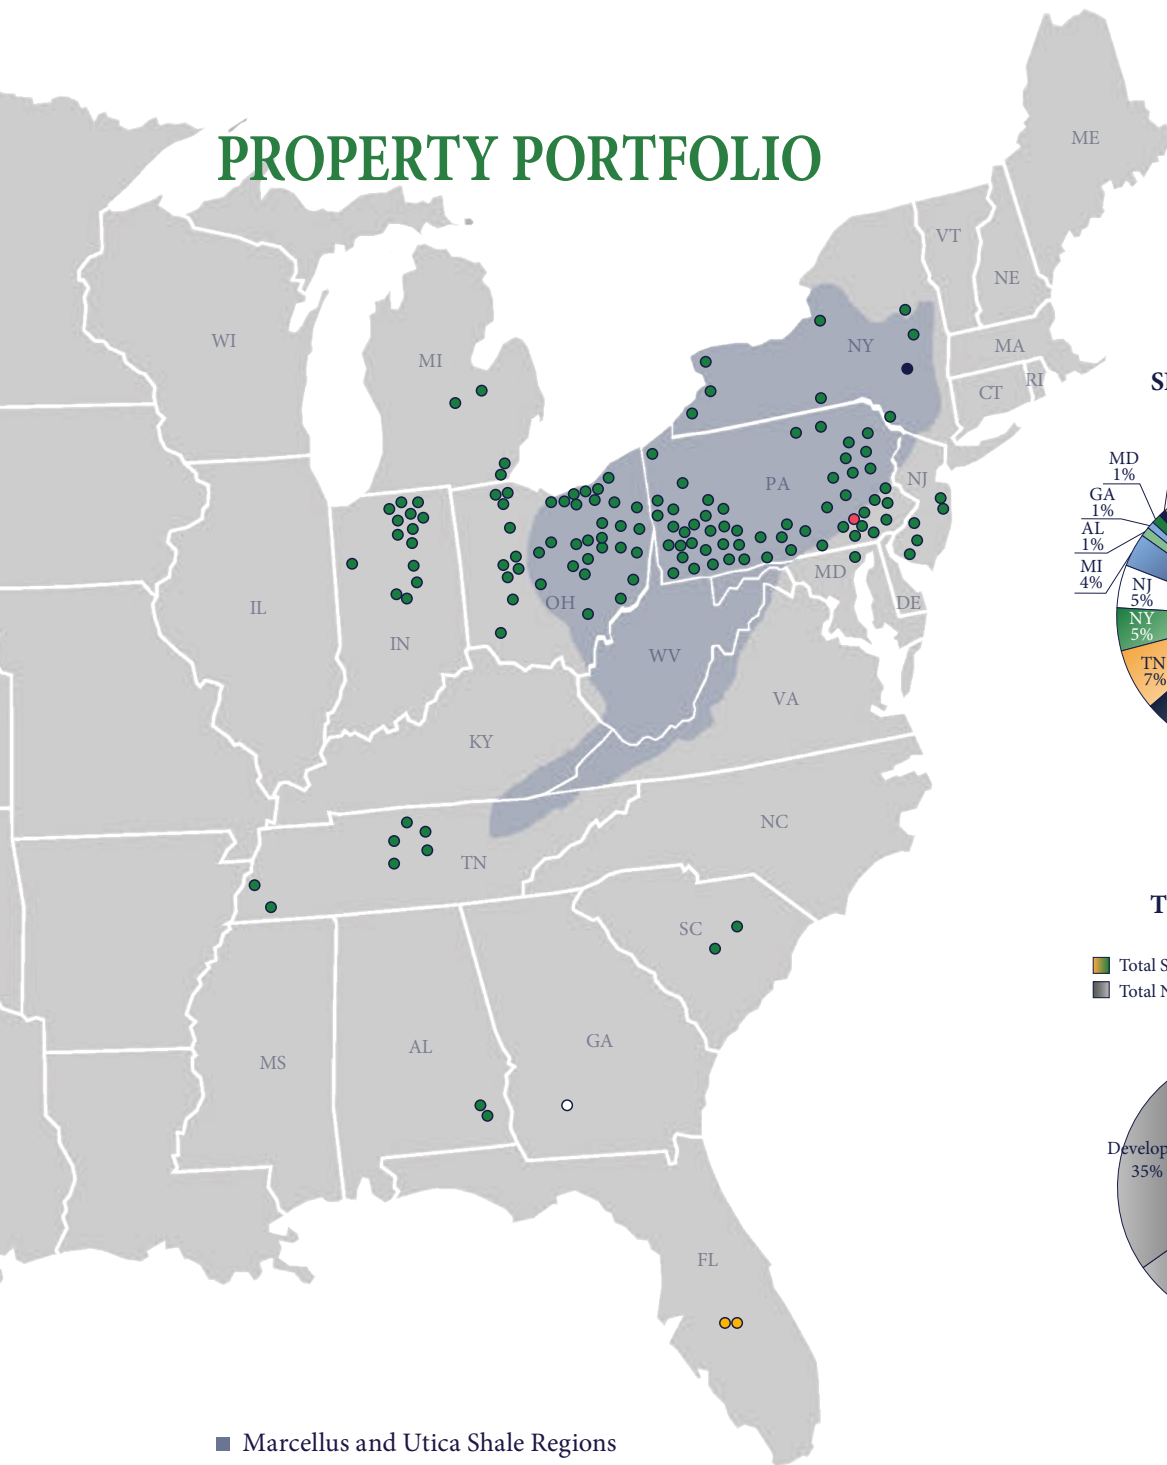 PROPERTY PORTFOLIO
ME
VT
NE
WI
NY
MA
MI
RI
CT
MD
1%
PA
NJ
GA
1%
AL
1%
MD
MI
4%
NJ
5%
DE
OH
IL
NY
5%
IN
WV
TN
7%
VA
KY
NC
TN
SC
Total
Total
GA
AL
MS
35%
FL
Marcellus and Utica Shale Regions